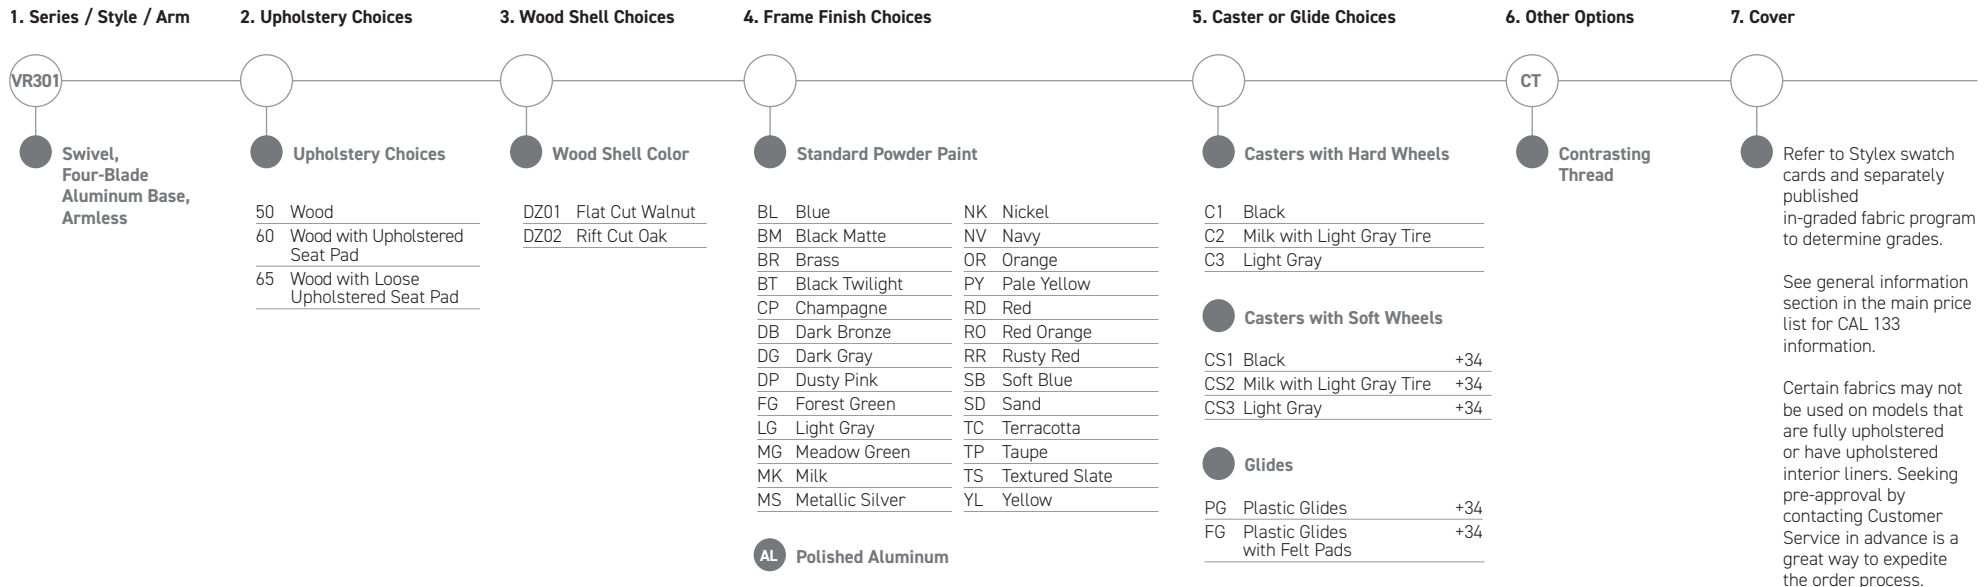 1. Series / Style / Arm
2. Upholstery Choices
3. Wood Shell Choices
4. Frame Finish Choices
5. Caster or Glide Choices
6. Other Options
7. Cover
VR301
CT
Swivel,
Four-Blade
Aluminum Base,
Armless
Upholstery Choices
50 Wood
60 Wood with Upholstered
Seat Pad
65 Wood with Loose
Upholstered Seat Pad
Wood Shell Color
DZ01 Flat Cut Walnut
DZ02 Rift Cut Oak
Standard Powder Paint
BL Blue
BM Black Matte
BR Brass
BT Black Twilight
CP Champagne
DB Dark Bronze
DG Dark Gray
DP Dusty Pink
FG Forest Green
LG Light Gray
MG Meadow Green
MK Milk
MS Metallic Silver
NK Nickel
NV Navy
OR Orange
PY Pale Yellow
RD Red
RO Red Orange
RR Rusty Red
SB Soft Blue
SD Sand
TC Terracotta
TP Taupe
TS Textured Slate
YL Yellow
AL Polished Aluminum
Casters with Hard Wheels
C1 Black
C2 Milk with Light Gray Tire
C3 Light Gray
Casters with Soft Wheels
CS1 Black +34
CS2 Milk with Light Gray Tire +34
CS3 Light Gray +34
Glides
PG Plastic Glides +34
FG Plastic Glides +34
with Felt Pads
Contrasting
Thread
Refer to Stylex swatch
cards and separately
published
in-graded fabric program
to determine grades.
See general information
section in the main price
list for CAL 133
information.
Certain fabrics may not
be used on models that
are fully upholstered
or have upholstered
interior liners. Seeking
pre-approval by
contacting Customer
Service in advance is a
great way to expedite
the order process.